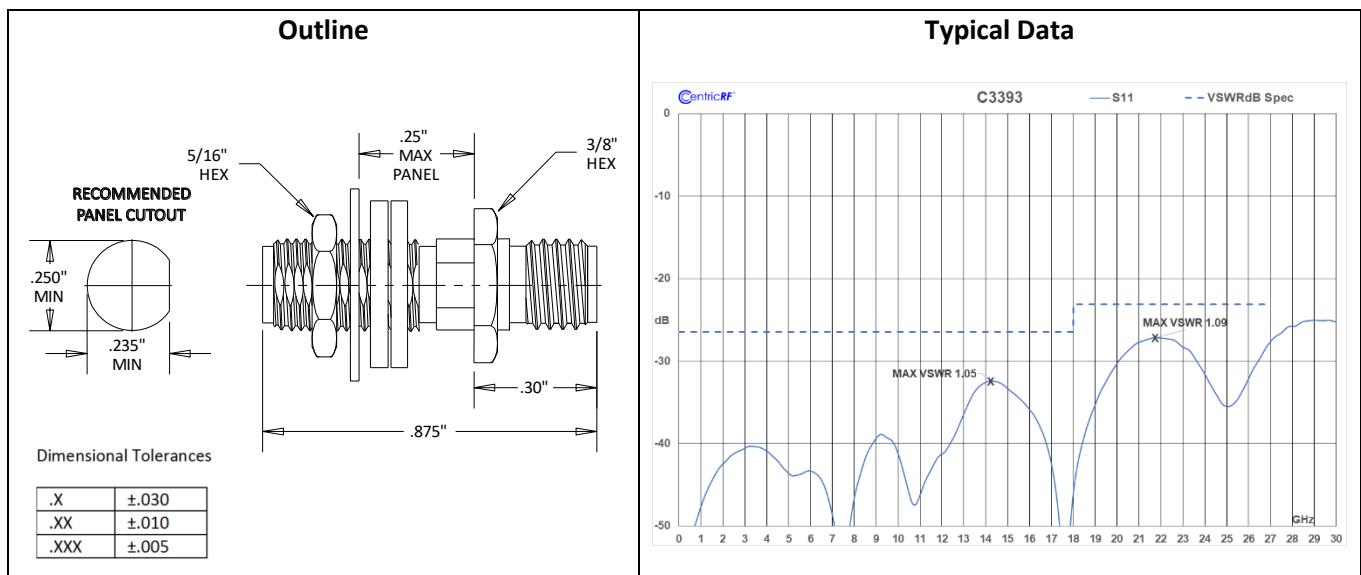 Outline
Typical Data
.25"
MAX
PANEL
5/16"
HEX
3/8"
HEX
RECOMMENDED
PANEL CUTOUT
.250"
MIN
.235"
MIN
.30"
.875"
Dimensional Tolerances
.X ±.030
.XX ±.010
.XXX ±.005
CentricRF™
C3393
S11
VSWRdB Spec
0
-10
-20
dB
-30
-40
-50
MAX VSWR 1.09
MAX VSWR 1.05
GHz
0 1 2 3 4 5 6 7 8 9 10 11 12 13 14 15 16 17 18 19 20 21 22 23 24 25 26 27 28 29 30